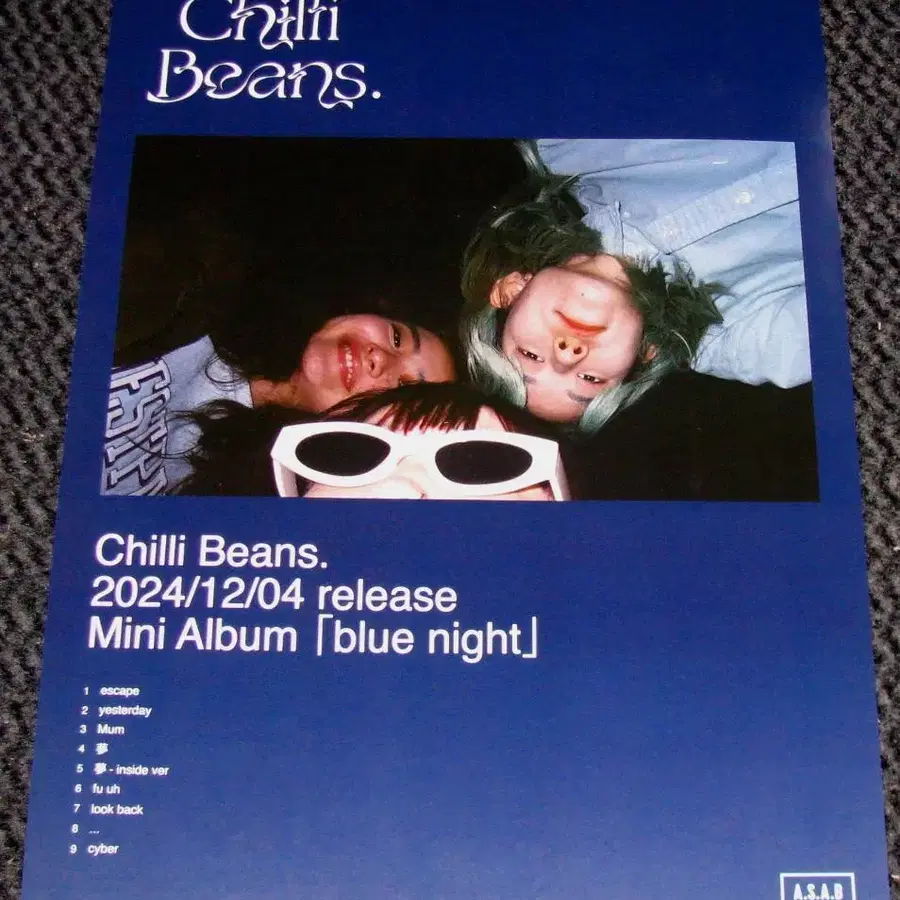 Chilli
Beans.
Chilli Beans.
2024/12/04 release
Mini Album「blue night」
1 escape
2 yesterday
3 Mum
4 夢
5 夢 - inside ver
6 fu uh
7 look back
8 ...
9 cyber
A.S.A.B